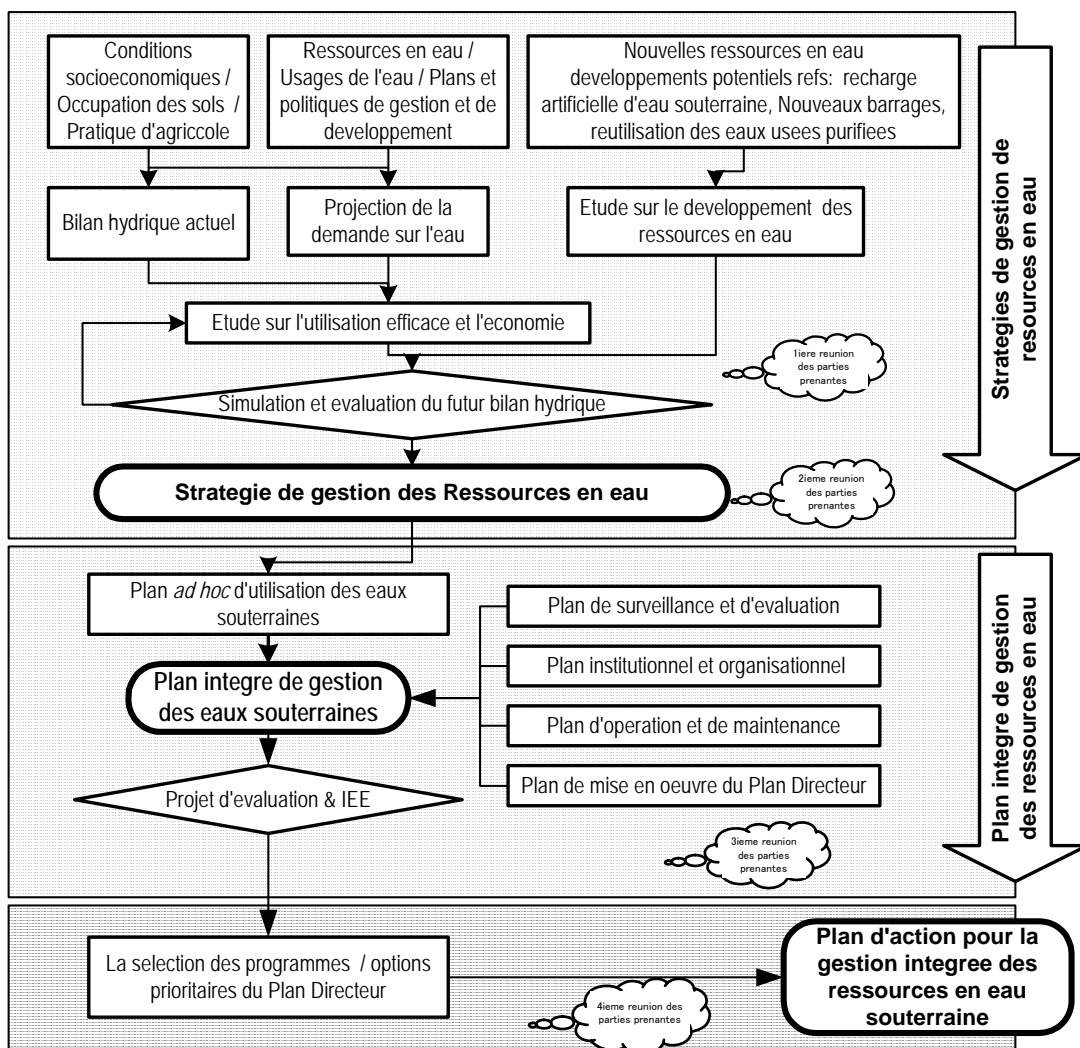 Conditions
socioeconomiques /
Occupation des sols /
Pratique d'agriccole
Ressources en eau /
Usages de l'eau / Plans et
politiques de gestion et de
developpement
Nouvelles ressources en eau
developpements potentiels refs: recharge
artificielle d'eau souterraine, Nouveaux barrages,
reutilisation des eaux usees purifiees
Bilan hydrique actuel
Projection de la
demande sur l'eau
Etude sur le developpement des
ressources en eau
Etude sur l'utilisation efficace et l'economie
1iere reunion
des parties
prenantes
Simulation et evaluation du futur bilan hydrique
Strategie de gestion des Ressources en eau
2ieme reunion
des parties
prenantes
Strategies de gestion de
resources en eau
Plan ad hoc d'utilisation des eaux
souterraines
Plan integre de gestion
des eaux souterraines
Projet d'evaluation & IEE
Plan de surveillance et d'evaluation
Plan institutionnel et organisationnel
Plan d'operation et de maintenance
Plan de mise en oeuvre du Plan Directeur
3ieme reunion
des parties
prenantes
Plan integre de gestion
des ressources en eau
La selection des programmes / options
prioritaires du Plan Directeur
4ieme reunion des
parties prenantes
Plan d'action pour la
gestion integree des
ressources en eau
souterraine